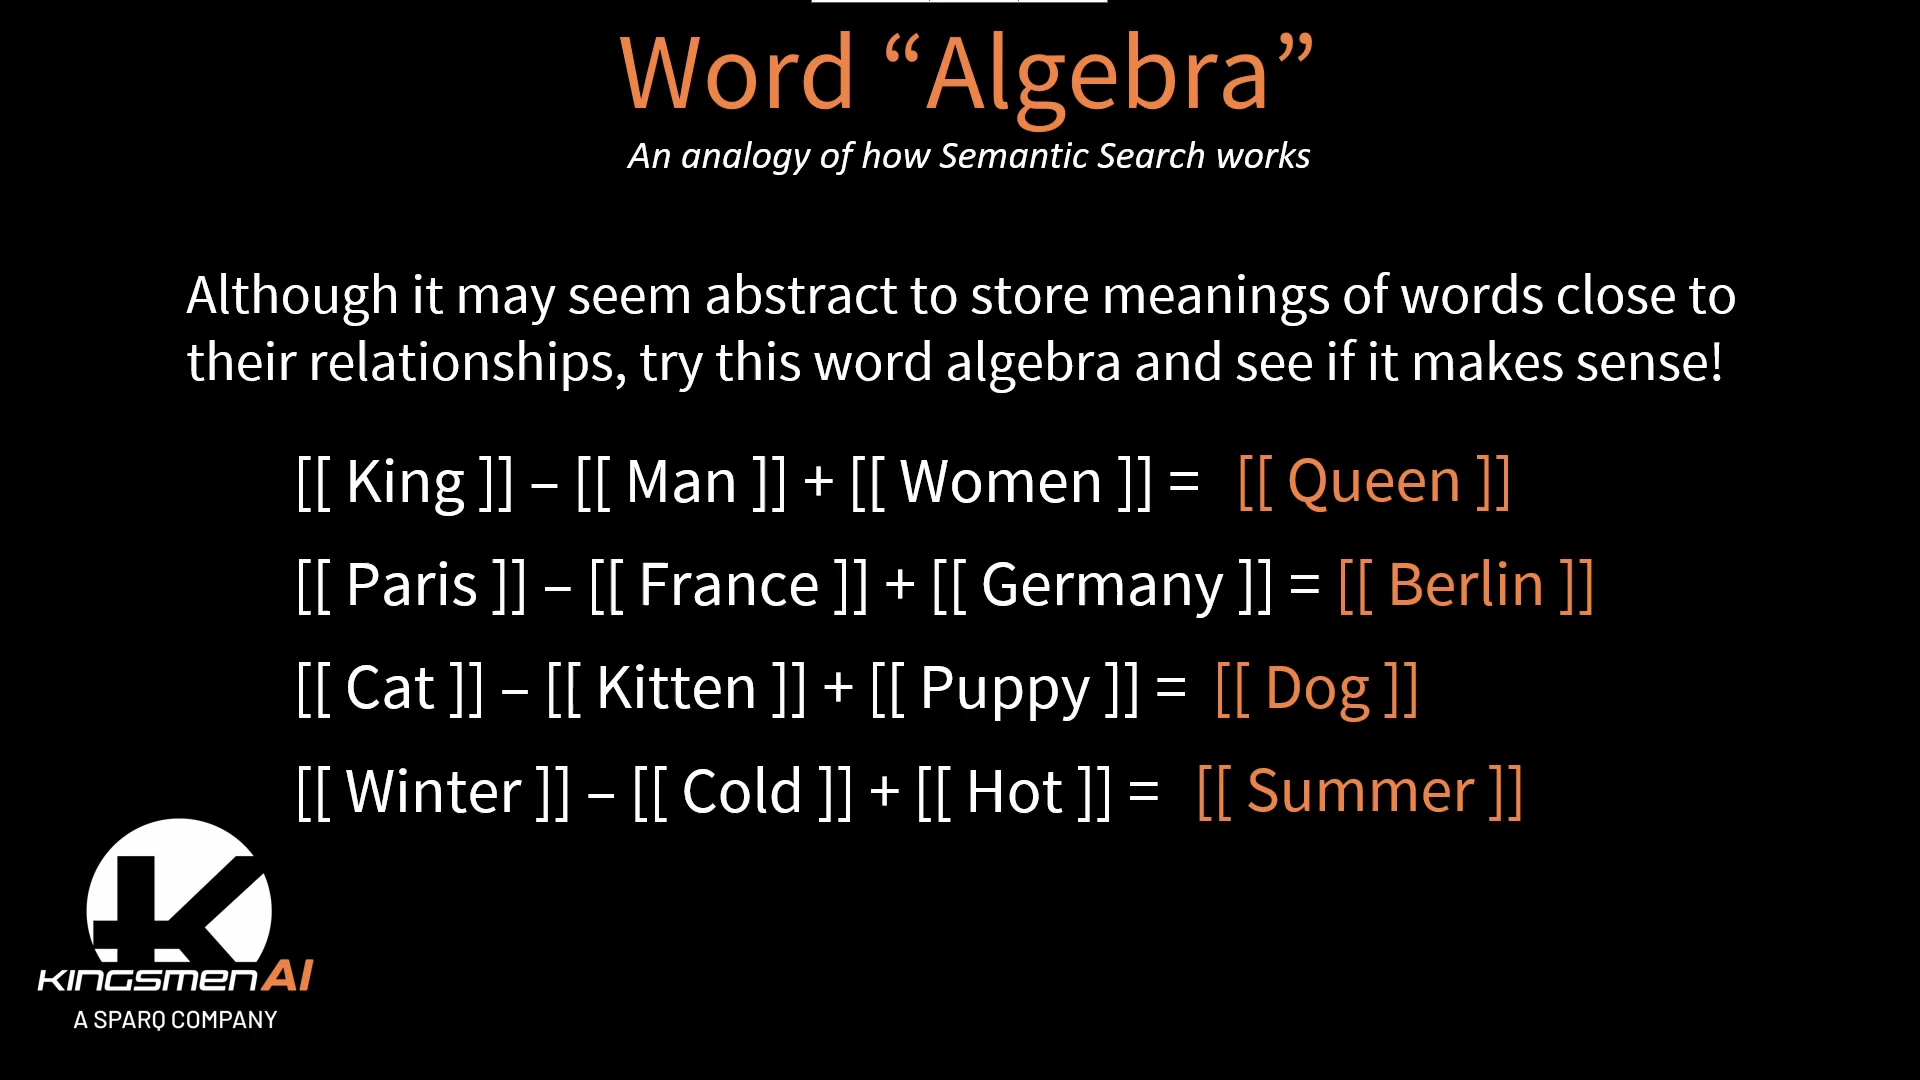 Word “Algebra”
An analogy of how Semantic Search works
Although it may seem abstract to store meanings of words close to
their relationships, try this word algebra and see if it makes sense!
[[ King ]] – [[ Man ]] + [[ Women ]] = [[ Queen ]]
[[ Paris ]] – [[ France ]] + [[ Germany ]] = [[ Berlin ]]
[[ Cat ]] – [[ Kitten ]] + [[ Puppy ]] = [[ Dog ]]
[[ Winter ]] – [[ Cold ]] + [[ Hot ]] = [[ Summer ]]
K
KINGSMEN AI
A SPARQ COMPANY